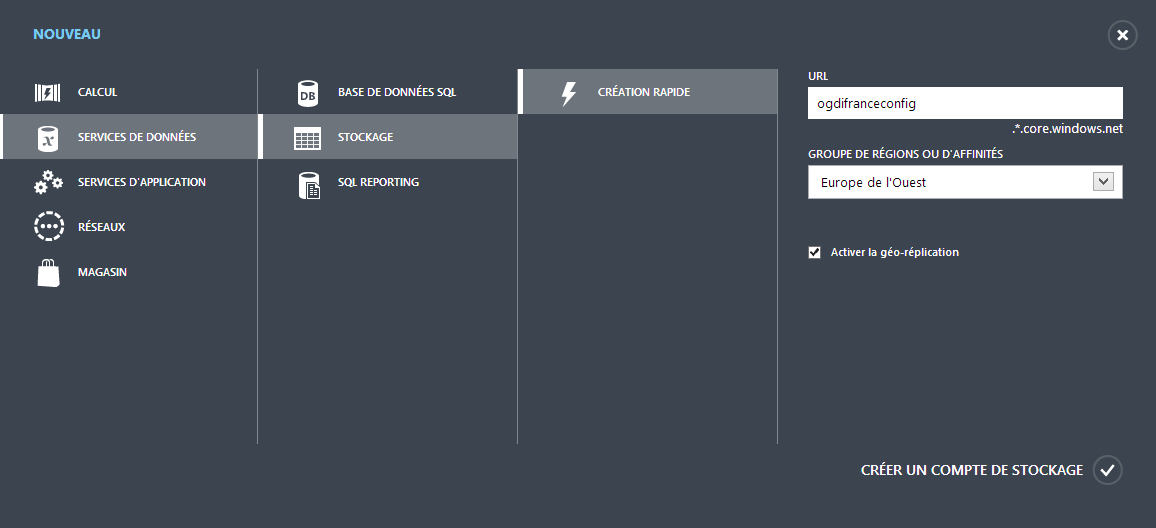 NOUVEAU
CALCUL
SERVICES DE DONNÉES
x
SERVICES D'APPLICATION
RÉSEAUX
MAGASIN
DB
BASE DE DONNÉES SQL
STOCKAGE
SQL REPORTING
CRÉATION RAPIDE
URL
ogdifranceconfig
.*.core.windows.net
GROUPE DE RÉGIONS OU D'AFFINITÉS
Europe de l'Ouest
Activer la géo-réplication
CRÉER UN COMPTE DE STOCKAGE